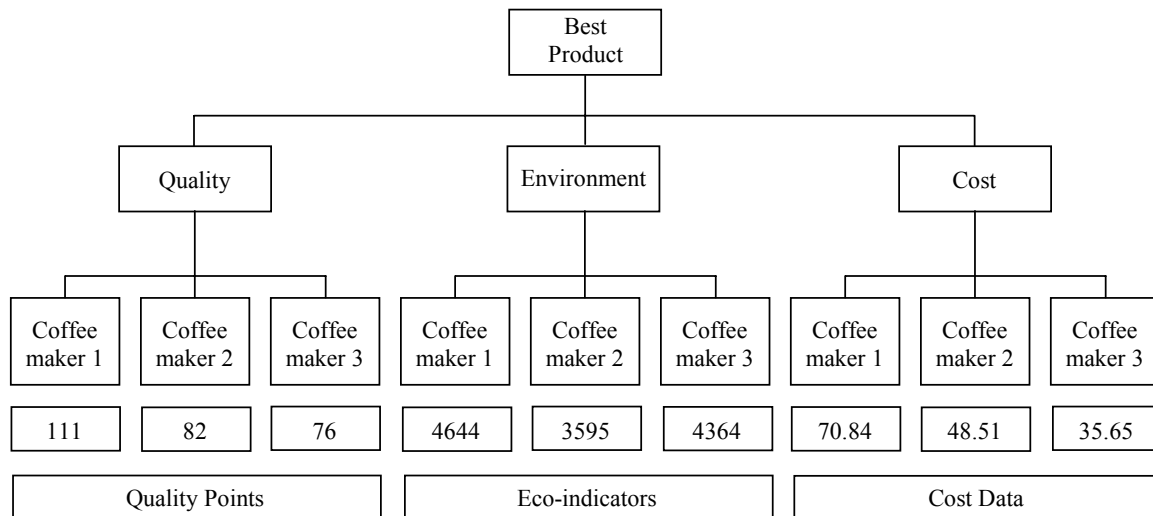 Best
Product
Quality
Environment
Cost
Coffee
maker 1
Coffee
maker 2
Coffee
maker 3
Coffee
maker 1
Coffee
maker 2
Coffee
maker 3
Coffee
maker 1
Coffee
maker 2
Coffee
maker 3
111
82
76
4644
3595
4364
70.84
48.51
35.65
Quality Points
Eco-indicators
Cost Data